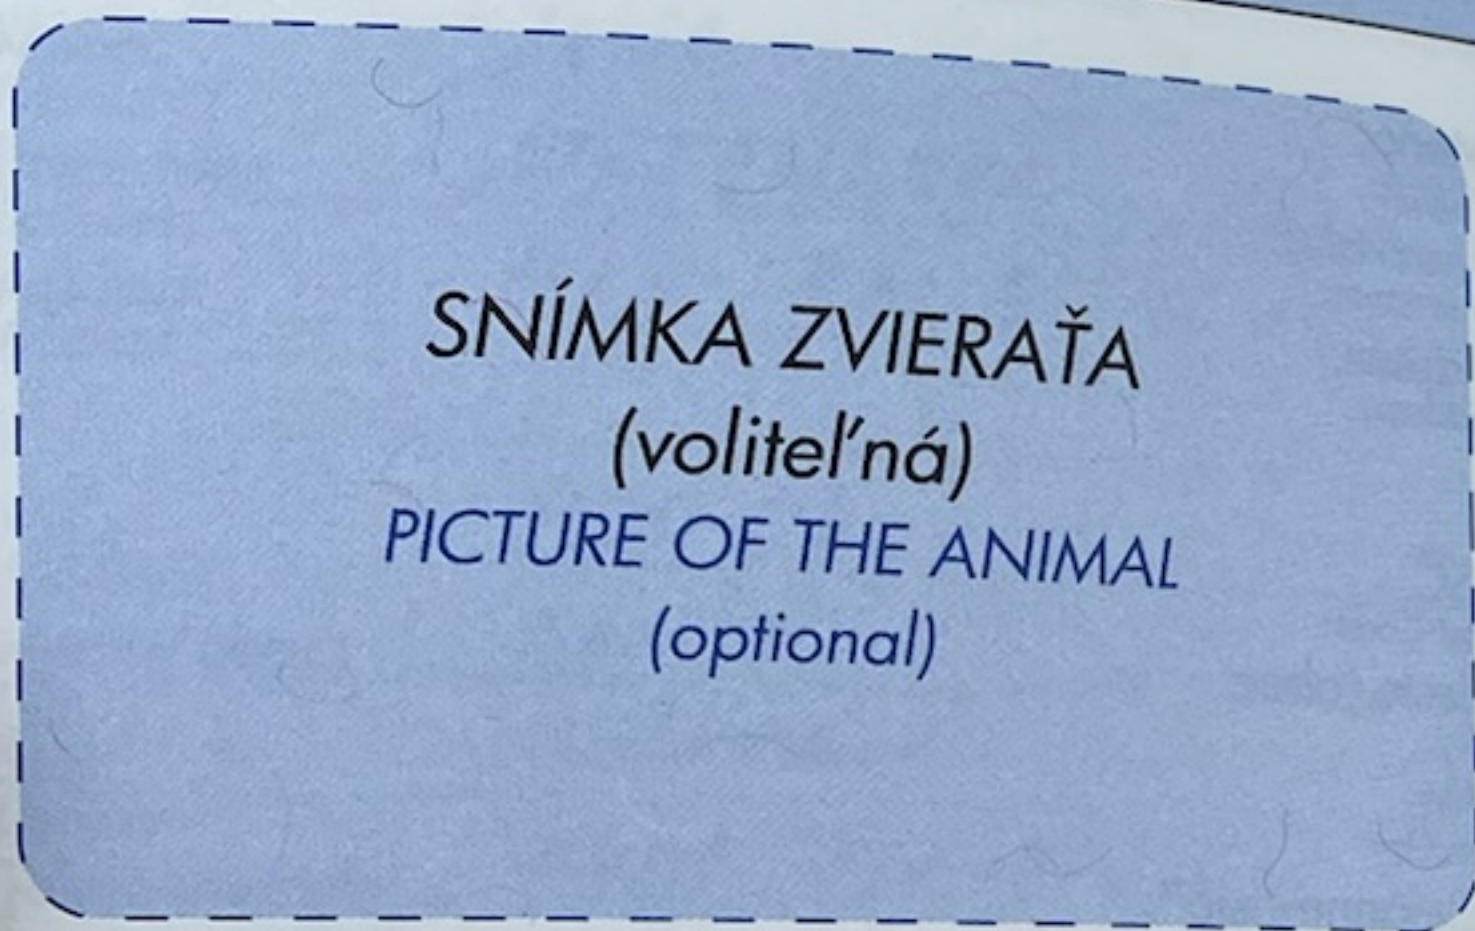 SNÍMKA ZVIERAŤA
(voliteľná)
PICTURE OF THE ANIMAL
(optional)